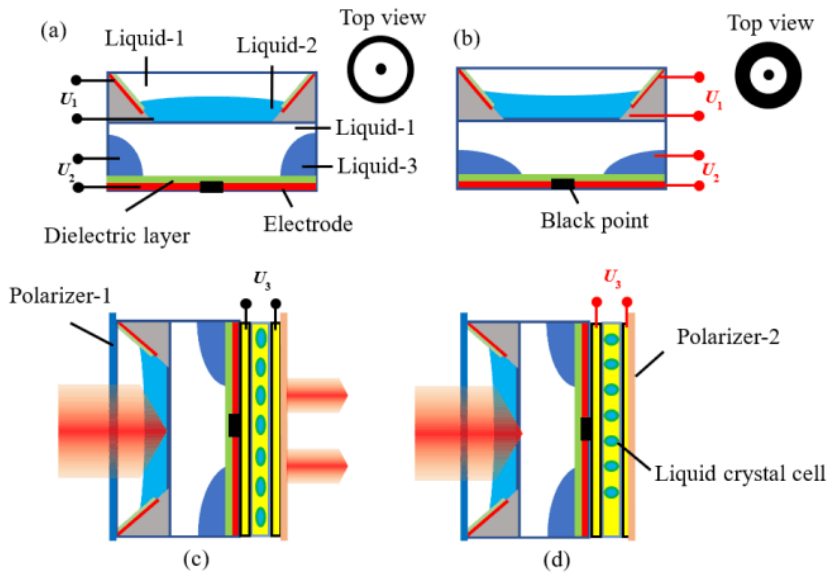 (a)
Liquid-1
Liquid-2
Top view
(b)
Top view
U₁
U₁
Liquid-1
U₂
Liquid-3
U₂
Dielectric layer
Electrode
Black point
U₃
U₃
Polarizer-1
Polarizer-2
Liquid crystal cell
(c)
(d)